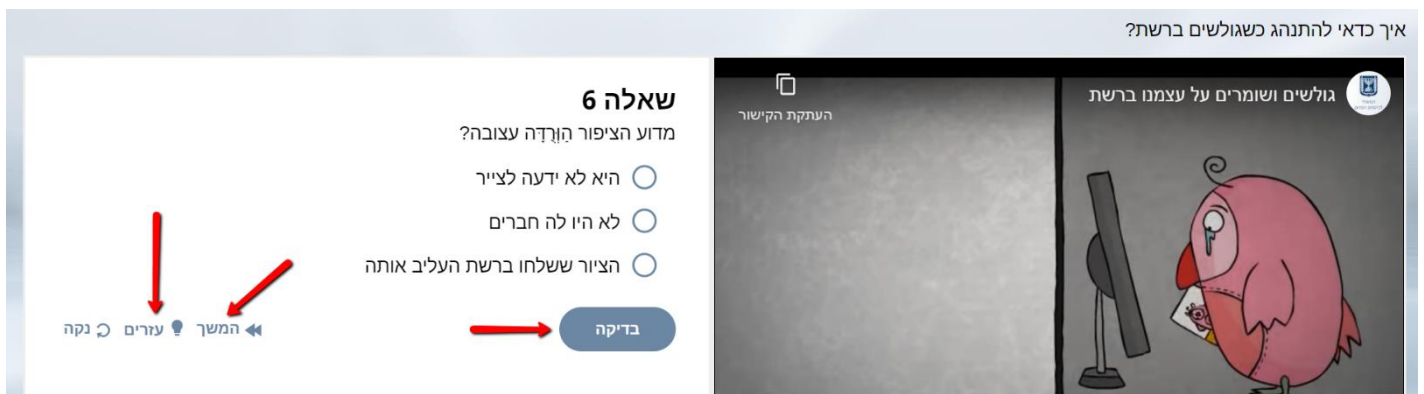 איך כדאי להתנהג כשגולשים ברשת?
גולשים ושומרים על עצמנו ברשת
העתקת הקישור
שאלה 6
מדוע הציפור הַוְּרֻדָּה עצובה?
היא לא ידעה לצייר
לא היו לה חברים
הציור ששלחו ברשת העליב אותה
בדיקה
המשך
עזרים
נקה